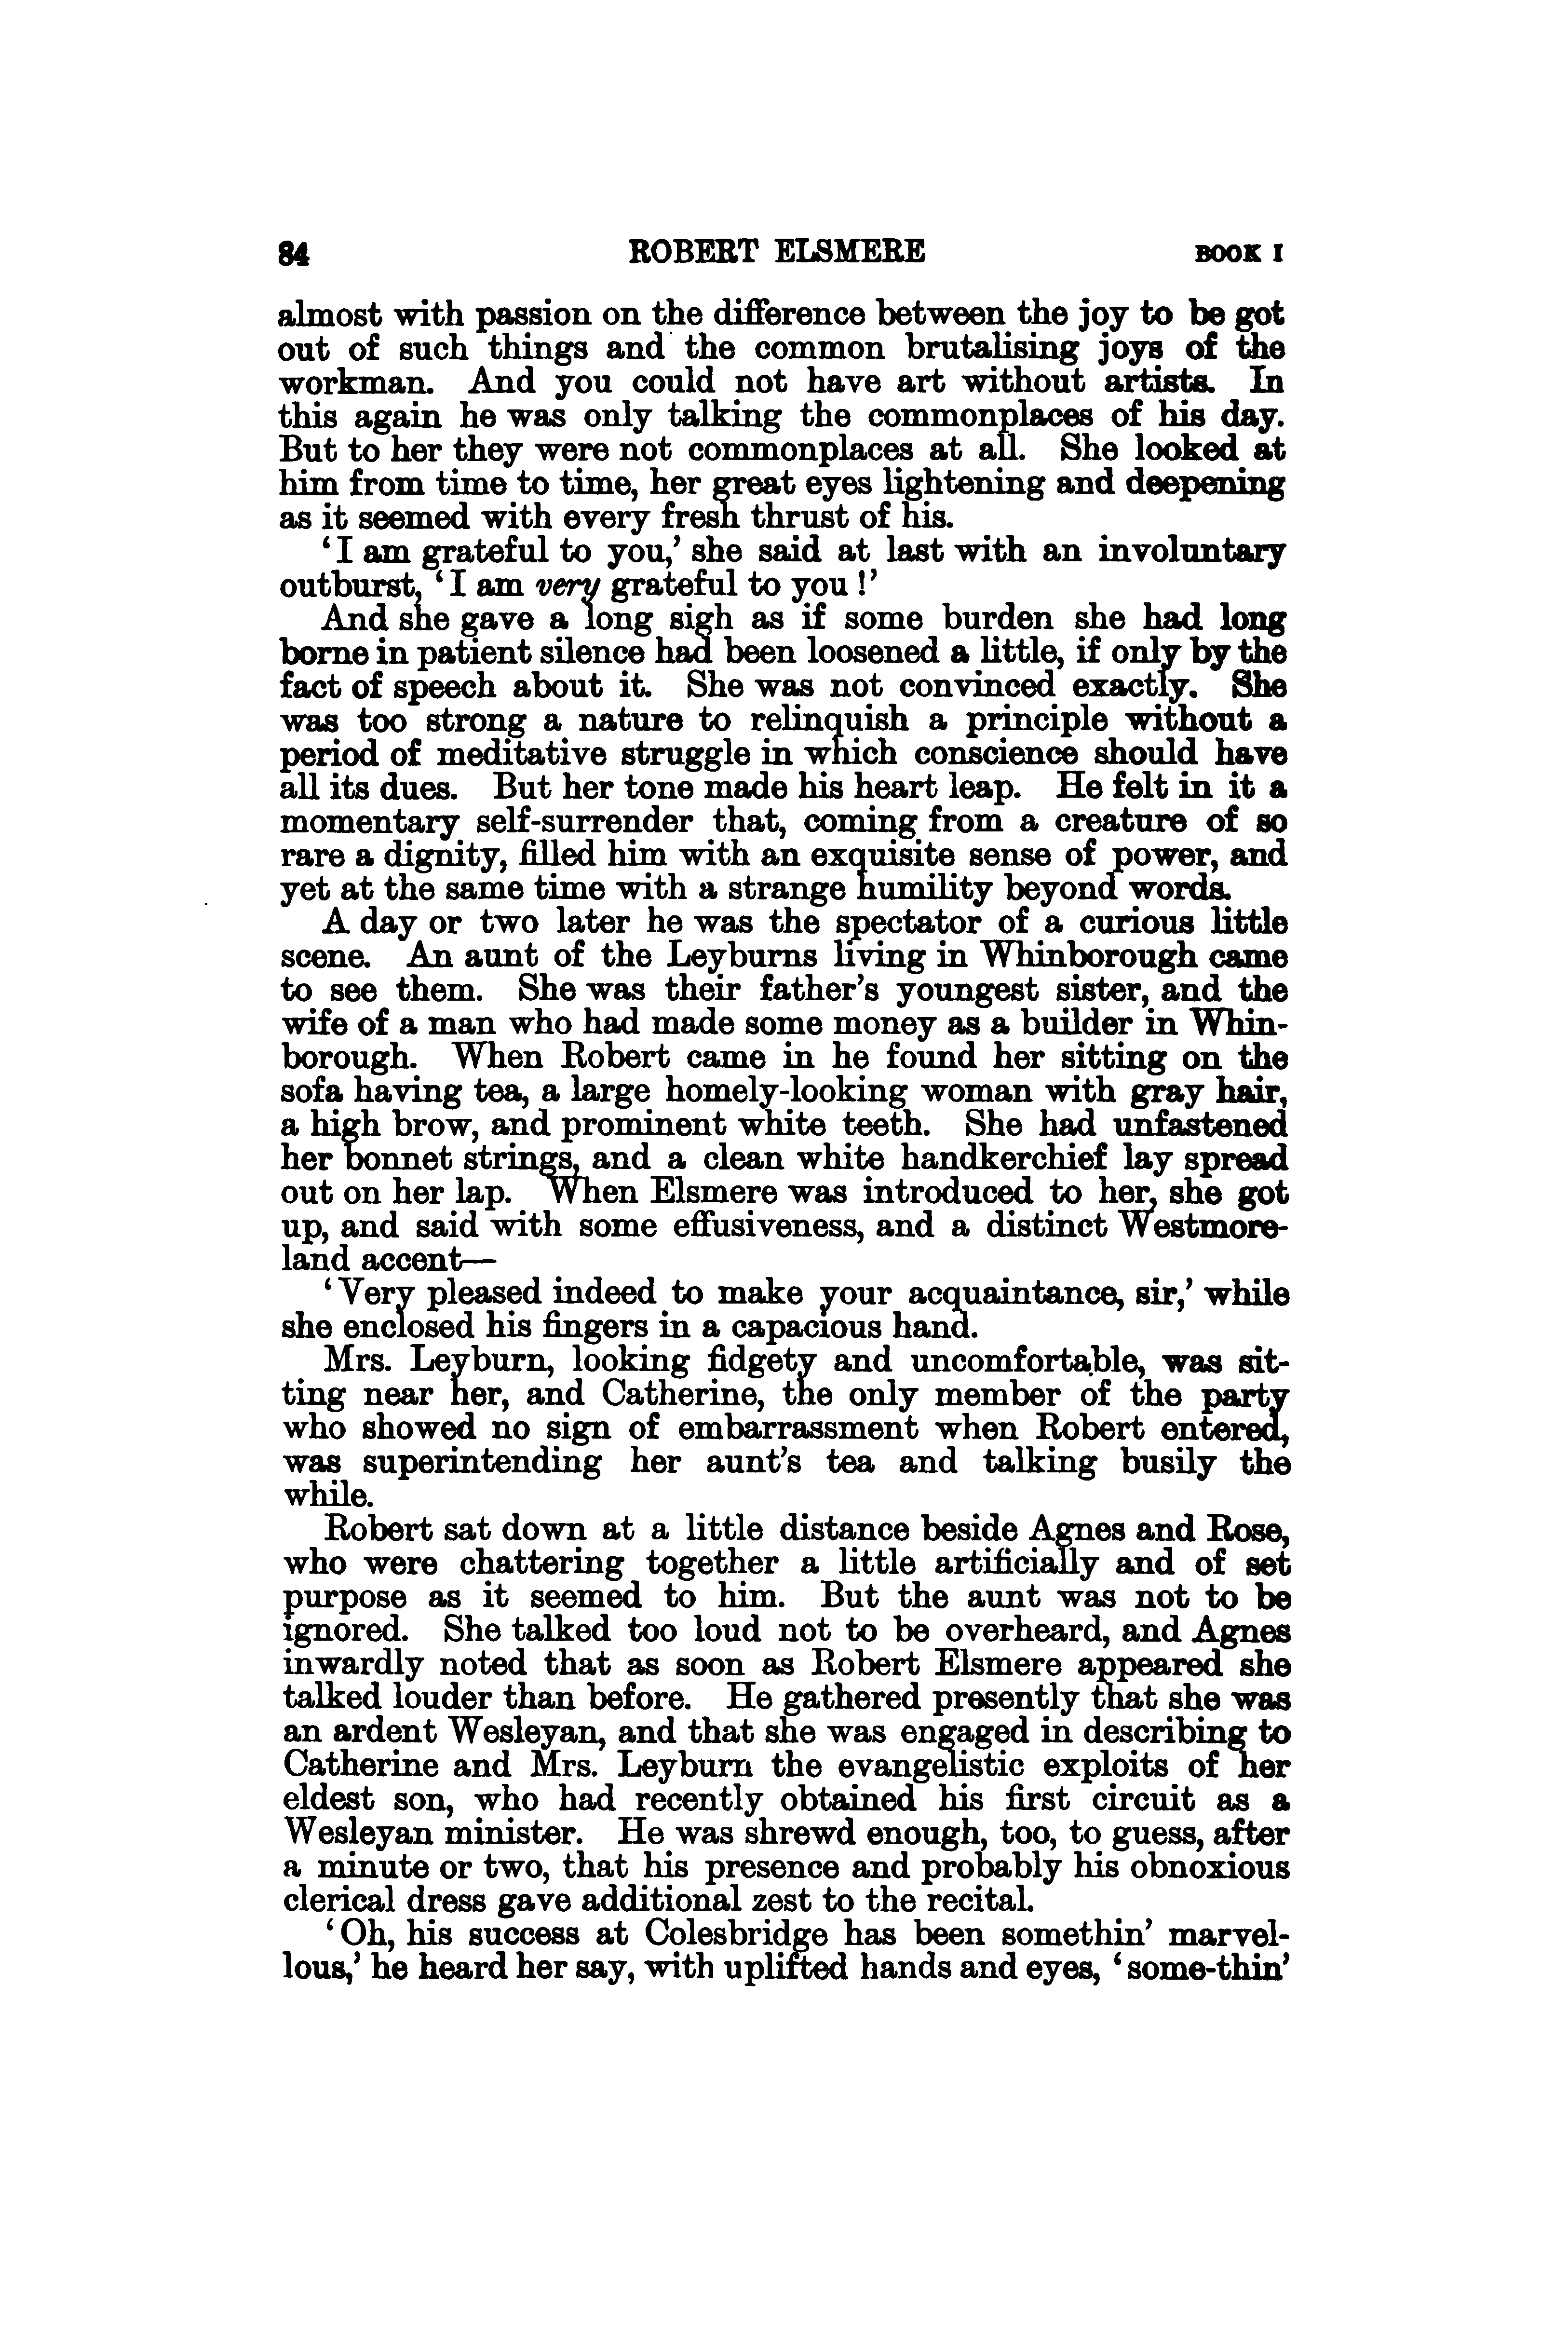 84 ROBERT ELSMERE BOOK I
almost with passion on the difference between the joy to be got
out of such things and the common brutalising joys of the
workman. And you could not have art without artists. In
this again he was only talking the commonplaces of his day.
But to her they were not commonplaces at all. She looked at
him from time to time, her great eyes lightening and deepening
as it seemed with every fresh thrust of his.
‘I am grateful to you,’ she said at last with an involuntary
outburst, ‘I am very grateful to you!’
And she gave a long sigh as if some burden she had long
borne in patient silence had been loosened a little, if only by the
fact of speech about it. She was not convinced exactly. She
was too strong a nature to relinquish a principle without a
period of meditative struggle in which conscience should have
all its dues. But her tone made his heart leap. He felt in it a
momentary self-surrender that, coming from a creature of so
rare a dignity, filled him with an exquisite sense of power, and
yet at the same time with a strange humility beyond words.
A day or two later he was the spectator of a curious little
scene. An aunt of the Leyburns living in Whinborough came
to see them. She was their father’s youngest sister, and the
wife of a man who had made some money as a builder in Whin-
borough. When Robert came in he found her sitting on the
sofa having tea, a large homely-looking woman with gray hair,
a high brow, and prominent white teeth. She had unfastened
her bonnet strings, and a clean white handkerchief lay spread
out on her lap. When Elsmere was introduced to her, she got
up, and said with some effusiveness, and a distinct Westmore-
land accent—
‘Very pleased indeed to make your acquaintance, sir,’ while
she enclosed his fingers in a capacious hand.
Mrs. Leyburn, looking fidgety and uncomfortable, was sit-
ting near her, and Catherine, the only member of the party
who showed no sign of embarrassment when Robert entered,
was superintending her aunt’s tea and talking busily the
while.
Robert sat down at a little distance beside Agnes and Rose,
who were chattering together a little artificially and of set
purpose as it seemed to him. But the aunt was not to be
ignored. She talked too loud not to be overheard, and Agnes
inwardly noted that as soon as Robert Elsmere appeared she
talked louder than before. He gathered presently that she was
an ardent Wesleyan, and that she was engaged in describing to
Catherine and Mrs. Leyburn the evangelistic exploits of her
eldest son, who had recently obtained his first circuit as a
Wesleyan minister. He was shrewd enough, too, to guess, after
a minute or two, that his presence and probably his obnoxious
clerical dress gave additional zest to the recital.
‘Oh, his success at Colesbridge has been somethin’ marvel-
lous,’ he heard her say, with uplifted hands and eyes, ‘some-thin’